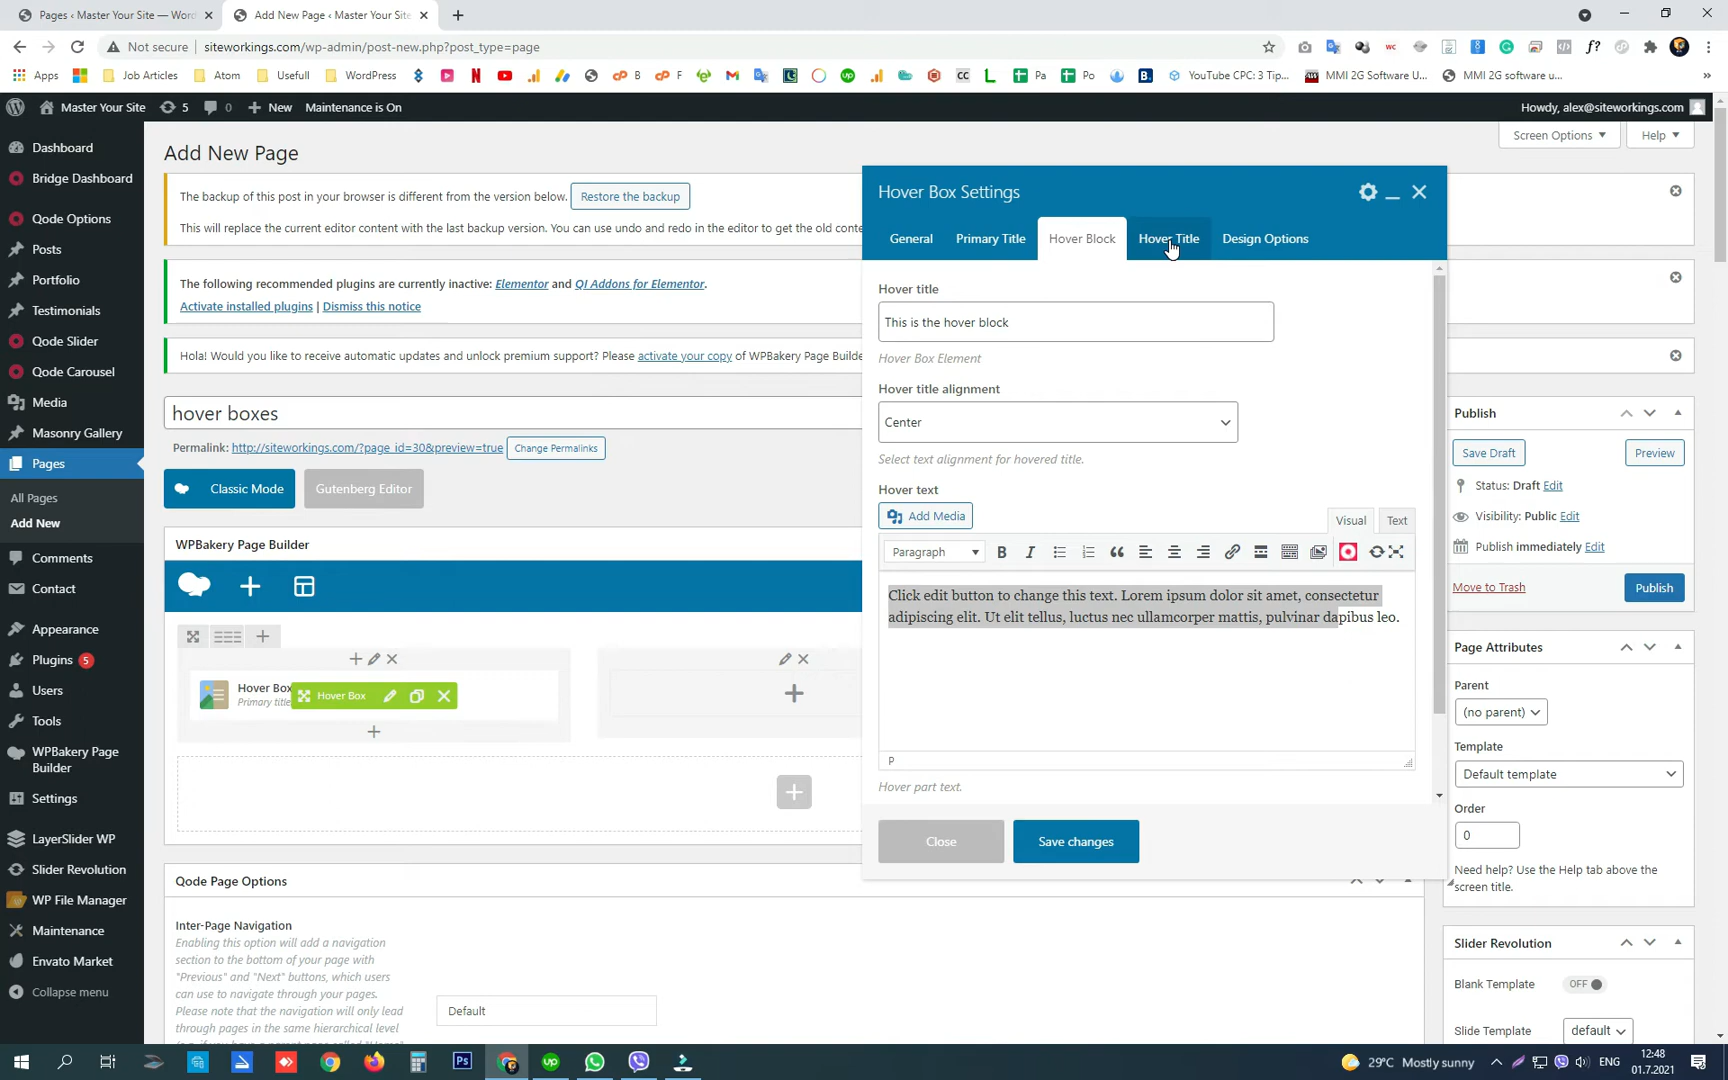 Pages ‹ Master Your Site — Word
Add New Page ‹ Master Your Site
Not secure
siteworkings.com/wp-admin/post-new.php?post_type=page
Apps
Job Articles
Atom
Usefull
WordPress
B
F
Pa
Po
YouTube CPC: 3 Tip...
MMI 2G Software U...
MMI 2G software u...
Master Your Site
5
0
New
Maintenance is On
Howdy, alex@siteworkings.com
Dashboard
Bridge Dashboard
Qode Options
Posts
Portfolio
Testimonials
Qode Slider
Qode Carousel
Media
Masonry Gallery
Pages
All Pages
Add New
Comments
Contact
Appearance
Plugins 5
Users
Tools
WPBakery Page
Builder
Settings
LayerSlider WP
Slider Revolution
WP File Manager
Maintenance
Envato Market
Collapse menu
Add New Page
Screen Options
Help
The backup of this post in your browser is different from the version below.
Restore the backup
This will replace the current editor content with the last backup version. You can use undo and redo in the editor to get the old conte
The following recommended plugins are currently inactive: Elementor and QI Addons for Elementor.
Activate installed plugins | Dismiss this notice
Hola! Would you like to receive automatic updates and unlock premium support? Please activate your copy of WPBakery Page Builde
hover boxes
Permalink: http://siteworkings.com/?page_id=30&preview=true
Change Permalinks
Classic Mode
Gutenberg Editor
WPBakery Page Builder
Hover Box
Primary title
Hover Box
Qode Page Options
Inter-Page Navigation
Enabling this option will add a navigation
section to the bottom of your page with
"Previous" and "Next" buttons, which users
can use to navigate through your pages.
Please note that the navigation will only lead
through pages in the same hierarchical level
Default
Hover Box Settings
General
Primary Title
Hover Block
Hover Title
Design Options
Hover title
This is the hover block
Hover Box Element
Hover title alignment
Center
Select text alignment for hovered title.
Hover text
Add Media
Visual
Text
Paragraph
B
I
Click edit button to change this text. Lorem ipsum dolor sit amet, consectetur
adipiscing elit. Ut elit tellus, luctus nec ullamcorper mattis, pulvinar dapibus leo.
P
Hover part text.
Close
Save changes
Publish
Save Draft
Preview
Status: Draft Edit
Visibility: Public Edit
Publish immediately Edit
Move to Trash
Publish
Page Attributes
Parent
(no parent)
Template
Default template
Order
0
Need help? Use the Help tab above the
screen title.
Slider Revolution
Blank Template
OFF
Slide Template
default
29°C Mostly sunny
ENG
12:48
01.7.2021